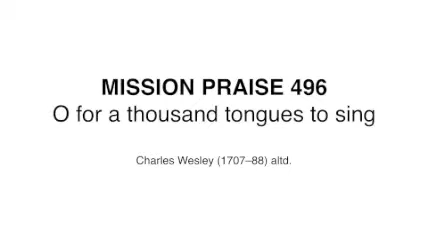 MISSION PRAISE 496
O for a thousand tongues to sing
Charles Wesley (1707–88) altd.